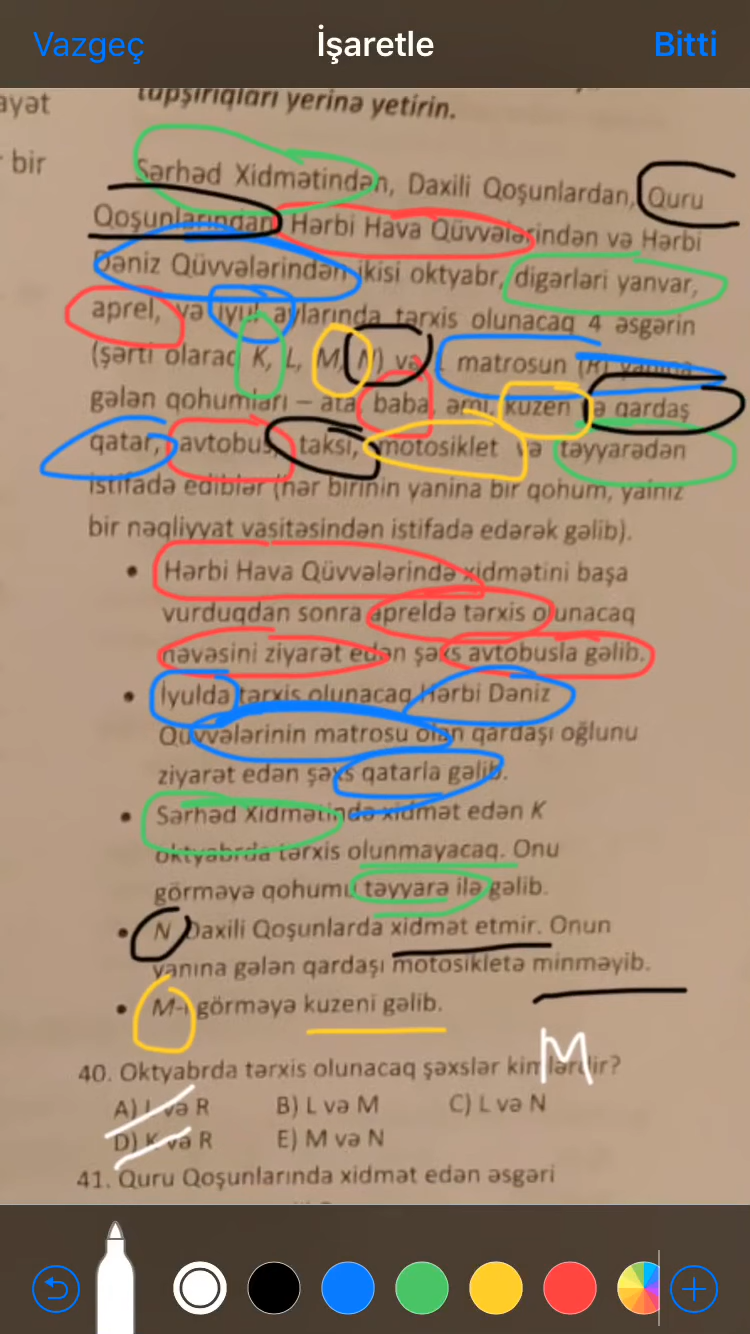 Vazgeç İşaretle Bitti
ayət tapşırıqları yerinə yetirin.
r bir
Sərhəd Xidmətindən, Daxili Qoşunlardan, Quru
Qoşunlarından Hərbi Hava Qüvvələrindən və Hərbi
Dəniz Qüvvələrindən ikisi oktyabr, digərləri yanvar,
aprel, və iyul aylarında tərxis olunacaq 4 əsgərin
(şərti olaraq K, L, M, N) və matrosun (R) yanına
gələn qohumları – ata, baba, əmi, kuzen və qardaş
qatar, avtobus, taksi, motosiklet və təyyarədən
istifadə ediblər (hər birinin yanina bir qohum, yalnız
bir nəqliyyat vasitəsindən istifadə edərək gəlib).
• Hərbi Hava Qüvvələrində xidmətini başa
vurduqdan sonra apreldə tərxis olunacaq
nəvəsini ziyarət edən şəxs avtobusla gəlib.
• İyulda tərxis olunacaq Hərbi Dəniz
Qüvvələrinin matrosu olan qardaşı oğlunu
ziyarət edən şəxs qatarla gəlib.
• Sərhəd Xidmətində xidmət edən K
oktyabrda tərxis olunmayacaq. Onu
görməyə qohumu təyyarə ilə gəlib.
• N Daxili Qoşunlarda xidmət etmir. Onun
yanına gələn qardaşı motosikletə minməyib.
• M-i görməyə kuzeni gəlib.
M
40. Oktyabrda tərxis olunacaq şəxslər kimlərdir?
A) L və R B) L və M C) L və N
D) K və R E) M və N
41. Quru Qoşunlarında xidmət edən əsgəri